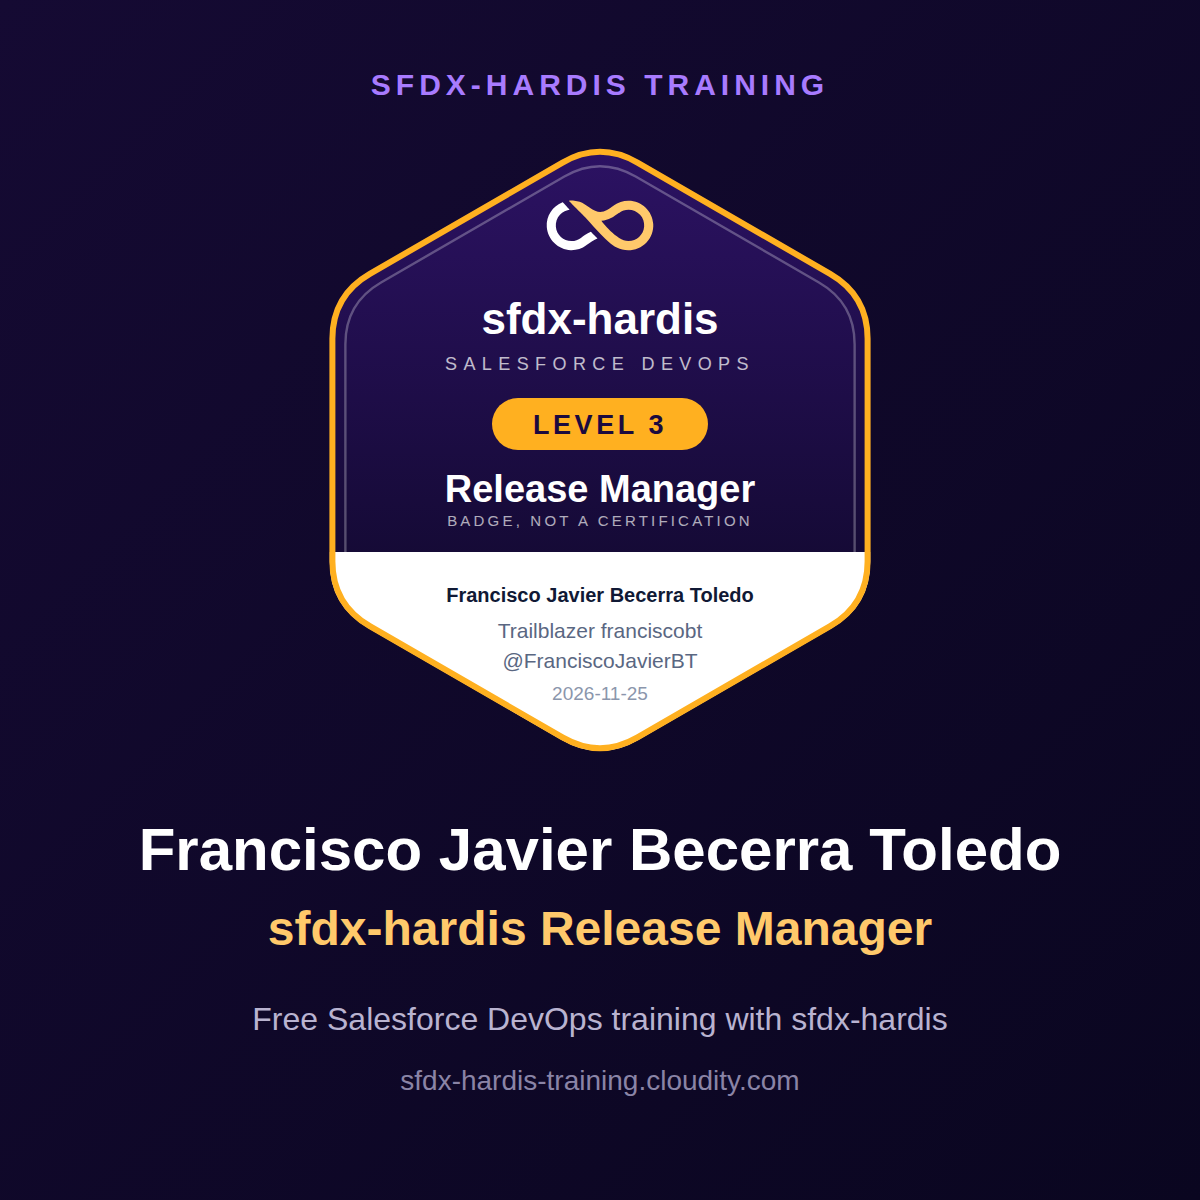 SFDX-HARDIS TRAINING
sfdx-hardis
SALESFORCE DEVOPS
LEVEL 3
Release Manager
BADGE, NOT A CERTIFICATION
Francisco Javier Becerra Toledo
Trailblazer franciscobt
@FranciscoJavierBT
2026-11-25
Francisco Javier Becerra Toledo
sfdx-hardis Release Manager
Free Salesforce DevOps training with sfdx-hardis
sfdx-hardis-training.cloudity.com